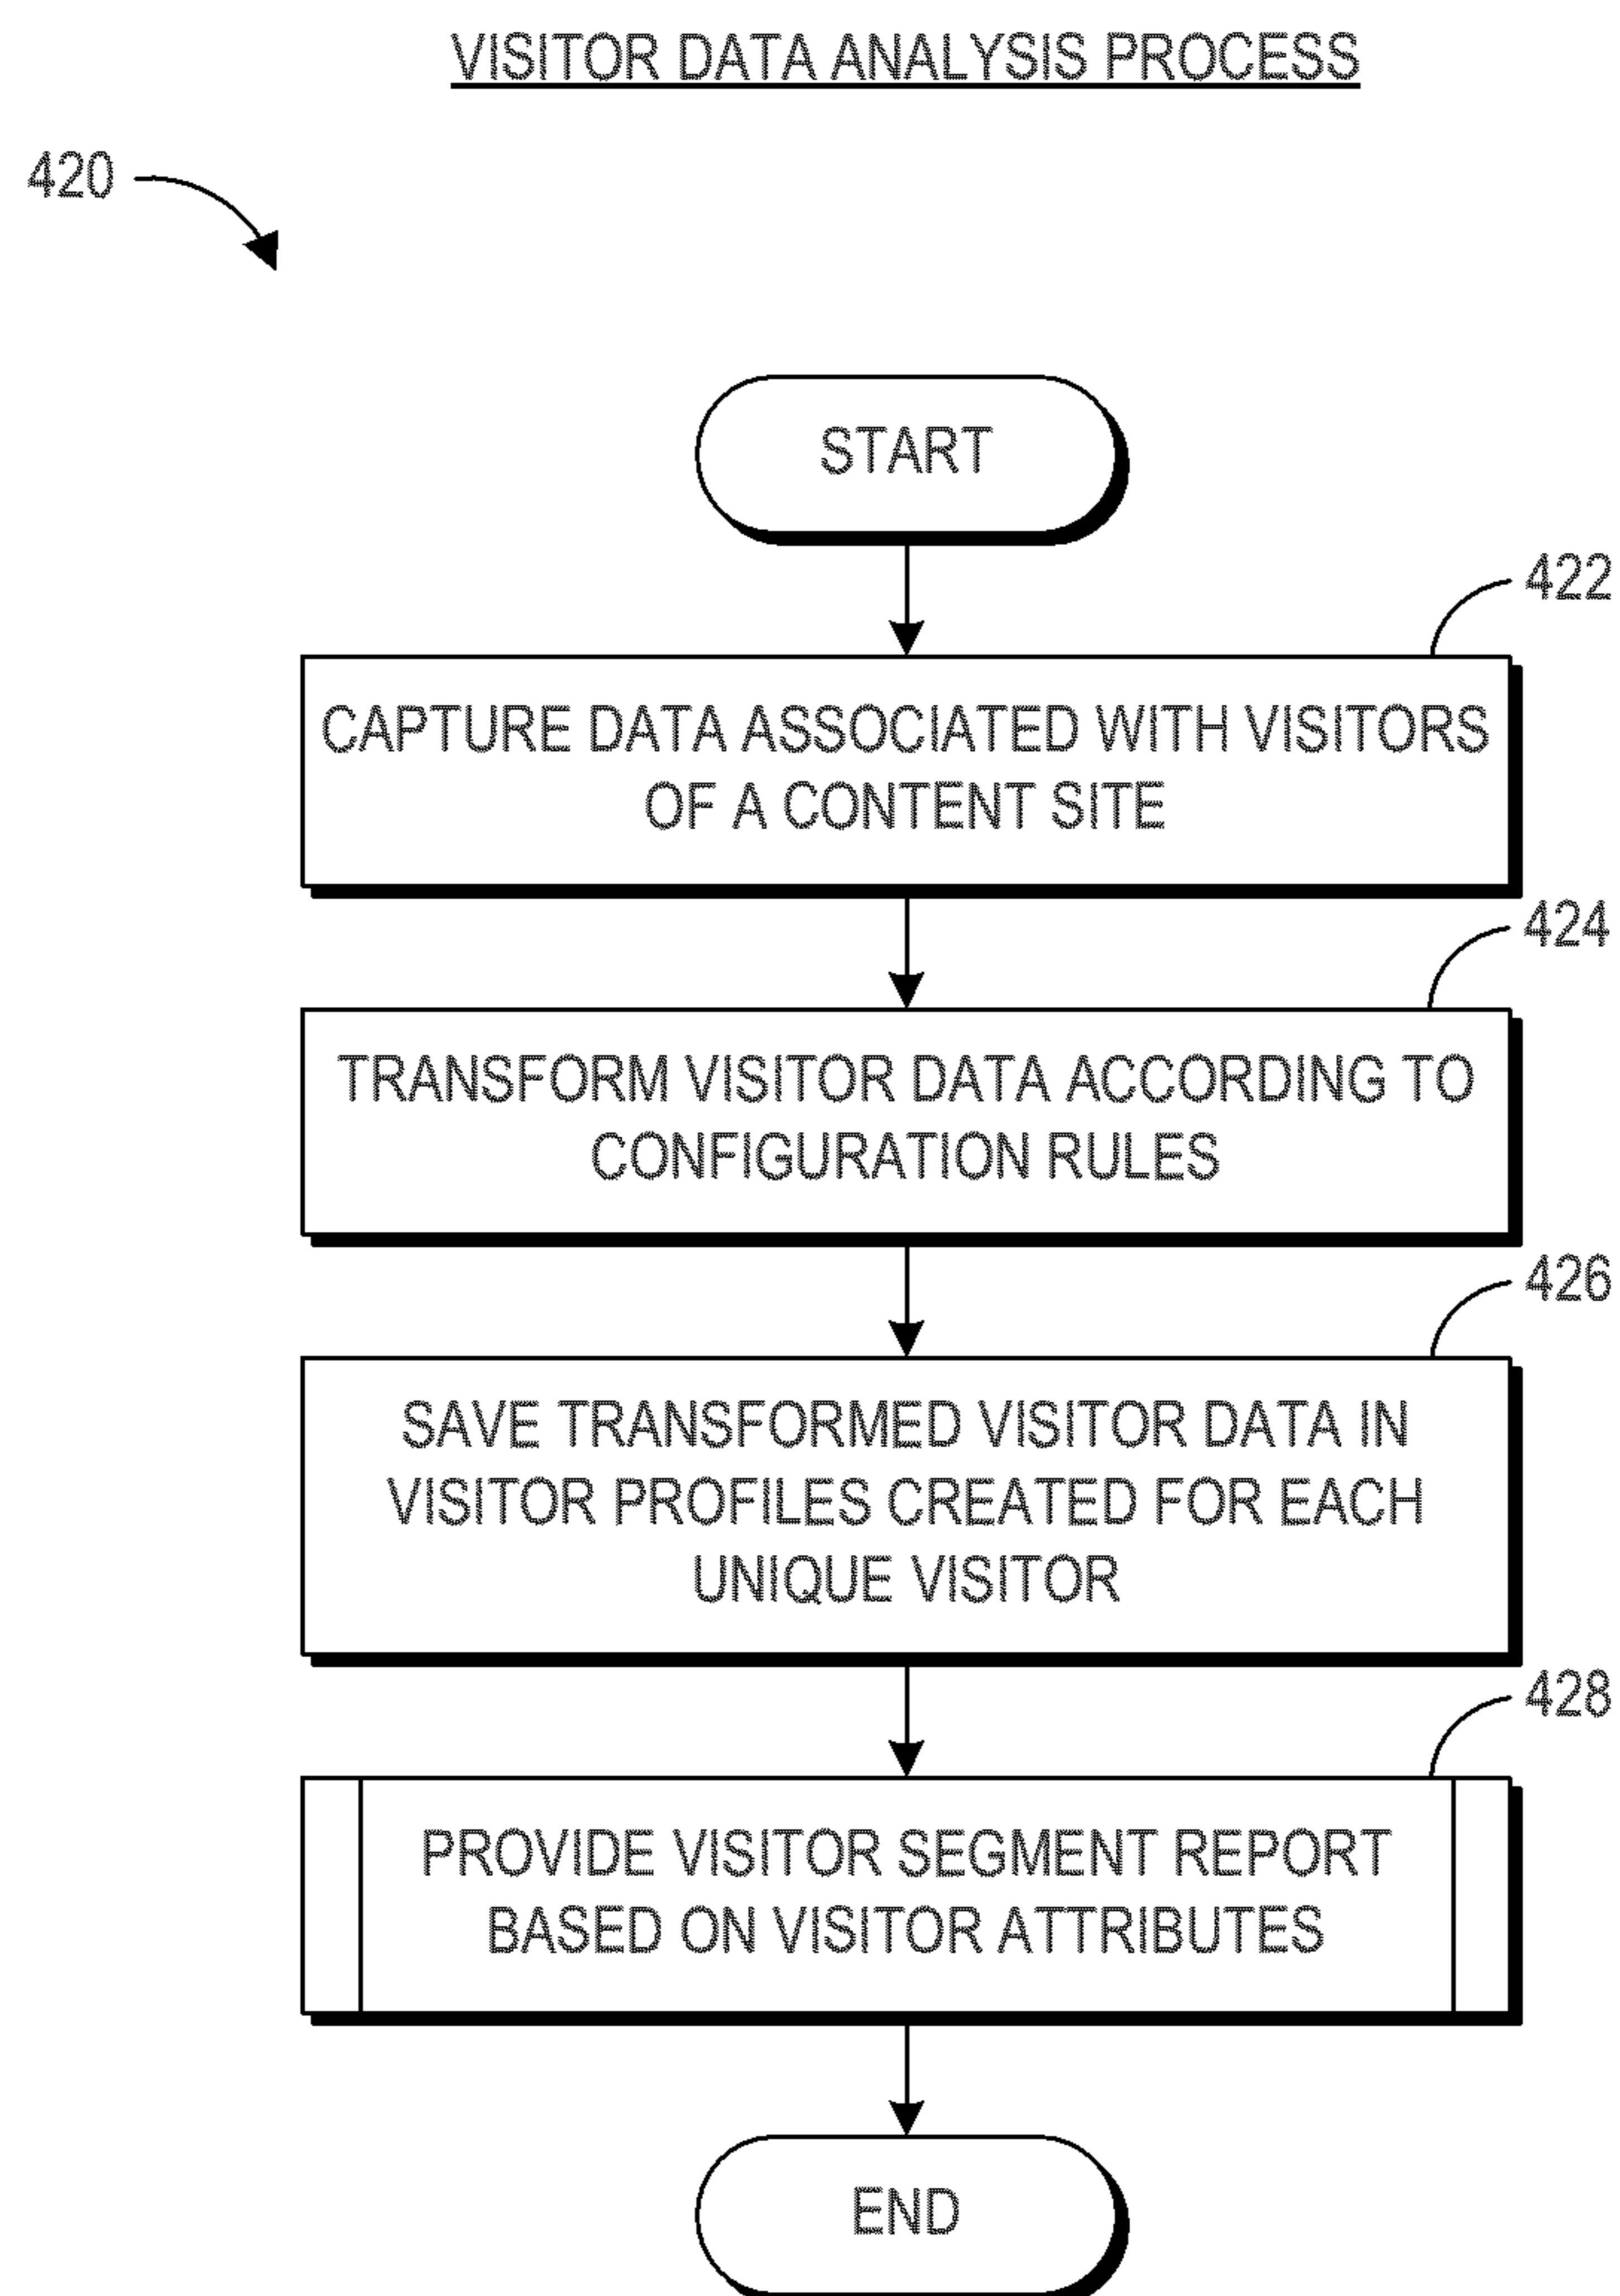 VISITOR DATA ANALYSIS PROCESS
420
START
422
CAPTURE DATA ASSOCIATED WITH VISITORS
OF A CONTENT SITE
424
TRANSFORM VISITOR DATA ACCORDING TO
CONFIGURATION RULES
426
SAVE TRANSFORMED VISITOR DATA IN
VISITOR PROFILES CREATED FOR EACH
UNIQUE VISITOR
428
PROVIDE VISITOR SEGMENT REPORT
BASED ON VISITOR ATTRIBUTES
END